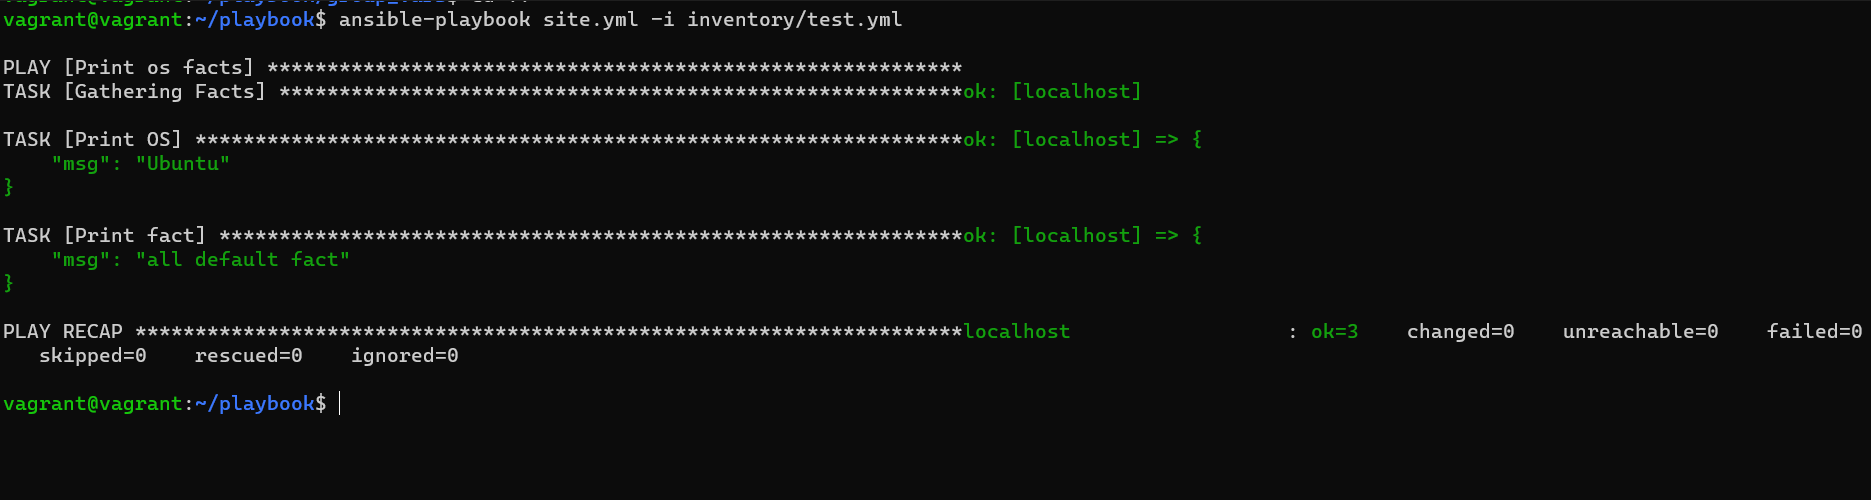 vagrant@vagrant:~/playbook$ ansible-playbook site.yml -i inventory/test.yml
PLAY [Print os facts] **********************************************************
TASK [Gathering Facts] *********************************************************ok: [localhost]
TASK [Print OS] ****************************************************************ok: [localhost] => {
    "msg": "Ubuntu"
}
TASK [Print fact] **************************************************************ok: [localhost] => {
    "msg": "all default fact"
}
PLAY RECAP *********************************************************************localhost                  : ok=3    changed=0    unreachable=0    failed=0
   skipped=0    rescued=0    ignored=0
vagrant@vagrant:~/playbook$